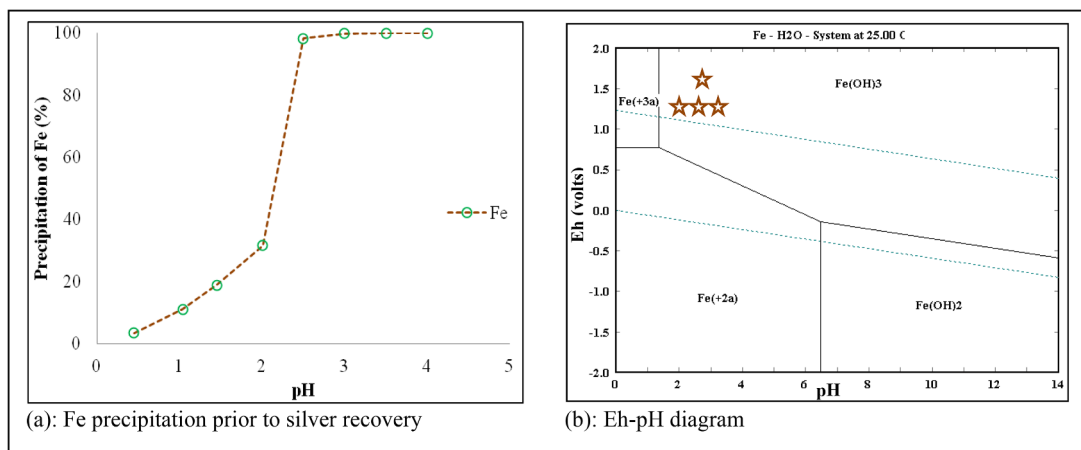 100
80
60
40
20
0
Precipitation of Fe (%)
Fe
0 1 2 3 4 5
pH
(a): Fe precipitation prior to silver recovery
Fe - H2O - System at 25.00 C
2.0
1.5
1.0
0.5
0.0
-0.5
-1.0
-1.5
-2.0
Eh (volts)
Fe(+3a)
Fe(OH)3
Fe(+2a)
Fe(OH)2
0 2 4 6 8 10 12 14
pH
(b): Eh-pH diagram